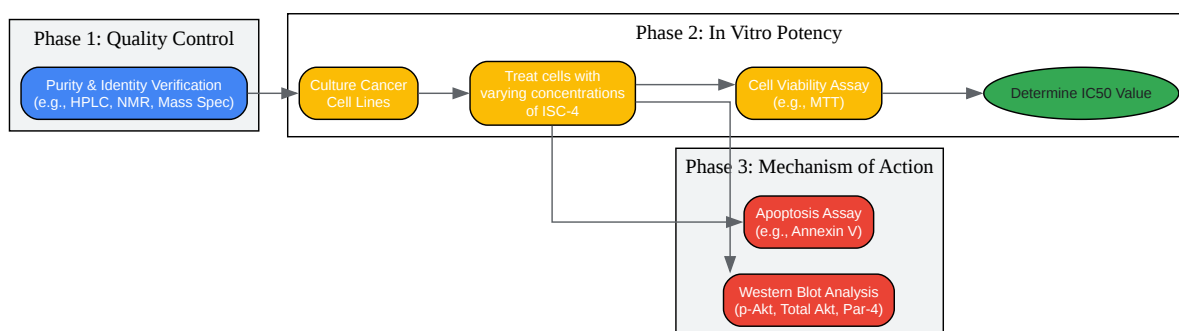 Phase 1: Quality Control
Purity & Identity Verification
(e.g., HPLC, NMR, Mass Spec)
Phase 2: In Vitro Potency
Culture Cancer
Cell Lines
Treat cells with
varying concentrations
of ISC-4
Cell Viability Assay
(e.g., MTT)
Determine IC50 Value
Phase 3: Mechanism of Action
Apoptosis Assay
(e.g., Annexin V)
Western Blot Analysis
(p-Akt, Total Akt, Par-4)